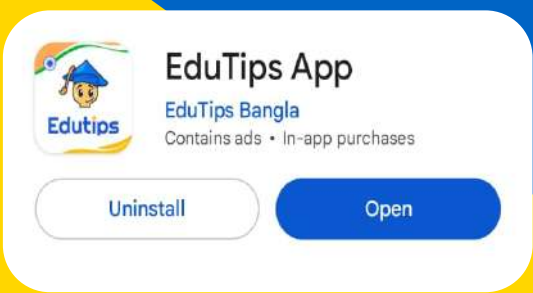 EduTips App
Edutips
EduTips Bangla
Contains ads • In-app purchases
Uninstall
Open